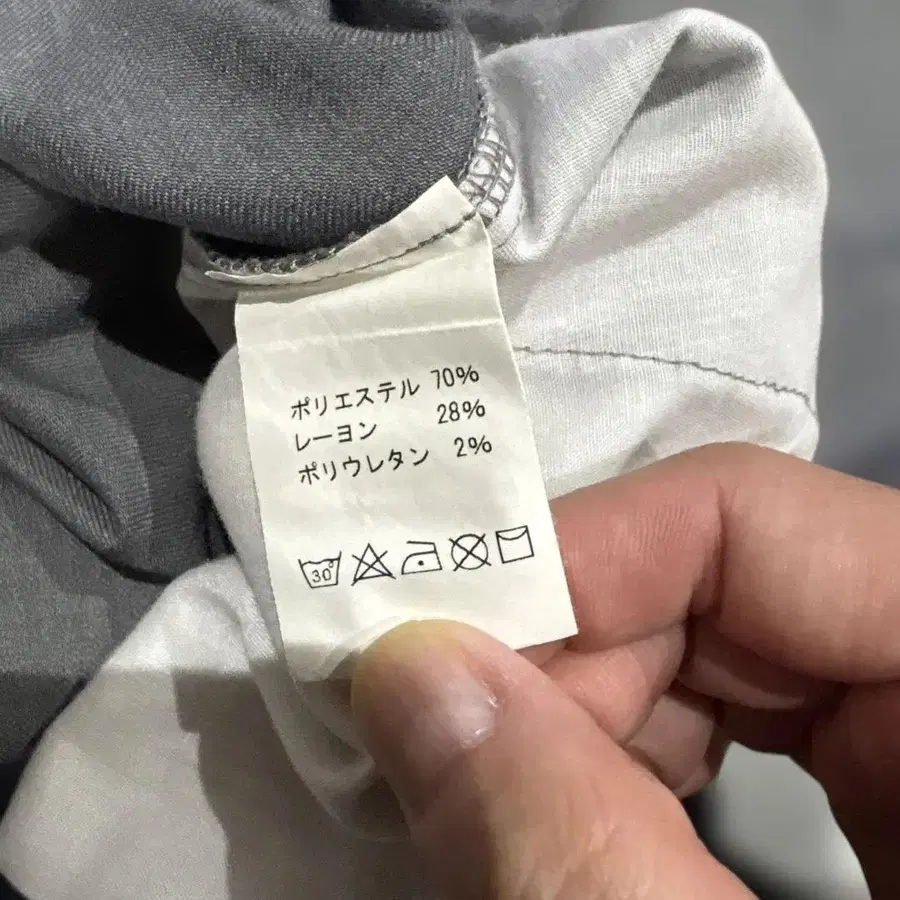 ポリエステル 70%
レーヨン 28%
ポリウレタン 2%
30°